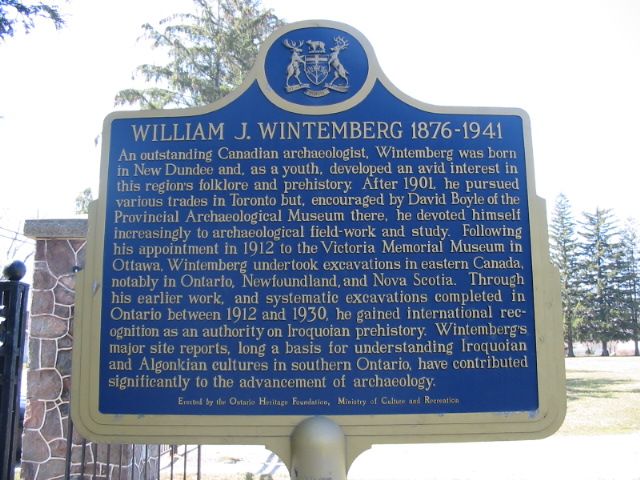 WILLIAM J. WINTEMBERG 1876-1941
An outstanding Canadian archaeologist, Wintemberg was born
in New Dundee and, as a youth, developed an avid interest in
this region's folklore and prehistory. After 1901, he pursued
various trades in Toronto but, encouraged by David Boyle of the
Provincial Archaeological Museum there, he devoted himself
increasingly to archaeological field-work and study. Following
his appointment in 1912 to the Victoria Memorial Museum in
Ottawa, Wintemberg undertook excavations in eastern Canada,
notably in Ontario, Newfoundland, and Nova Scotia. Through
his earlier work, and systematic excavations completed in
Ontario between 1912 and 1930, he gained international rec-
ognition as an authority on Iroquoian prehistory. Wintemberg's
major site reports, long a basis for understanding Iroquoian
and Algonkian cultures in southern Ontario, have contributed
significantly to the advancement of archaeology.
Erected by the Ontario Heritage Foundation, Ministry of Culture and Recreation